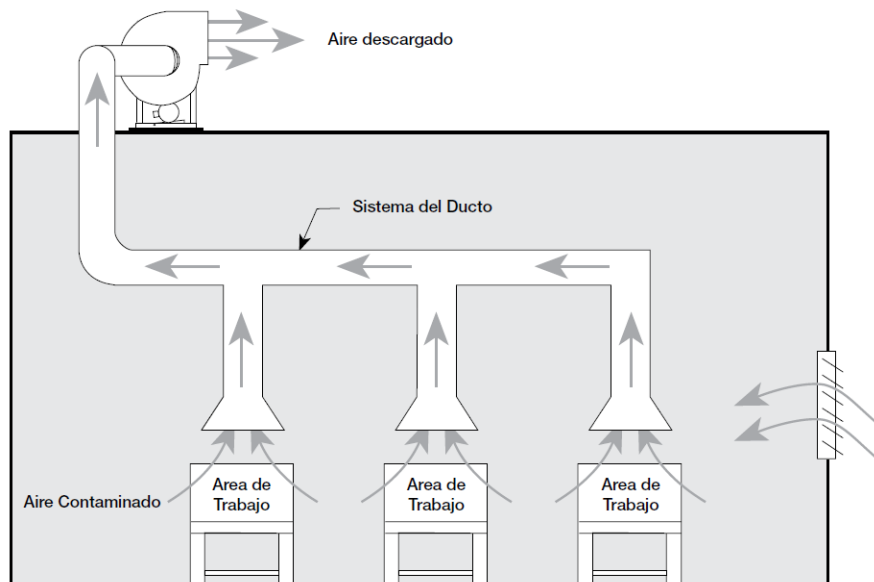 Aire descargado
Sistema del Ducto
Aire Contaminado
Area de
Trabajo
Area de
Trabajo
Area de
Trabajo